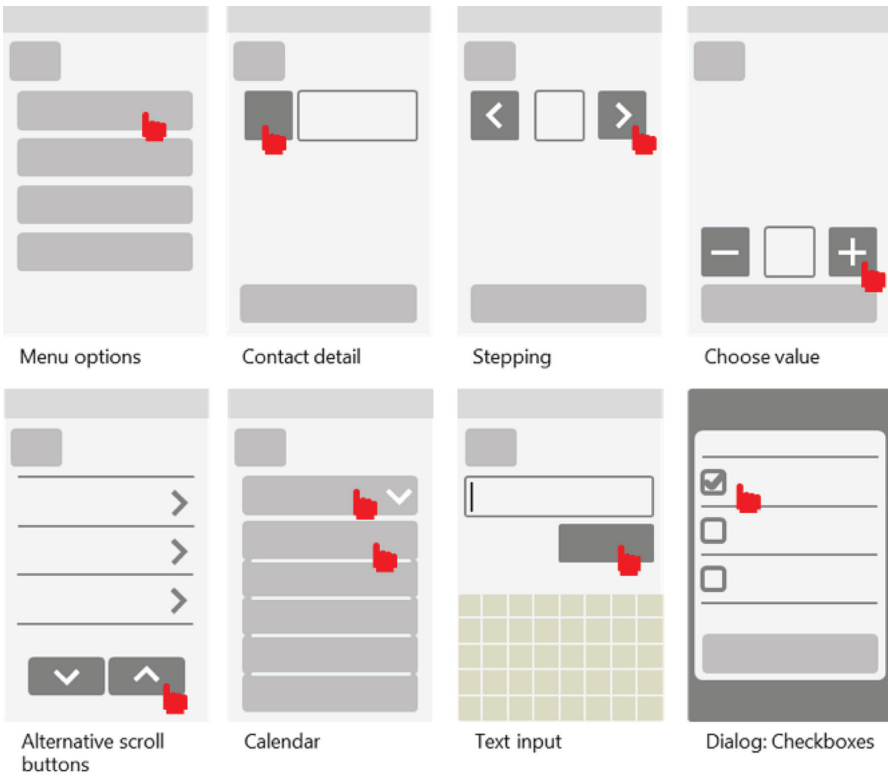 Menu options
Contact detail
Stepping
Choose value
Alternative scroll
buttons
Calendar
Text input
Dialog: Checkboxes